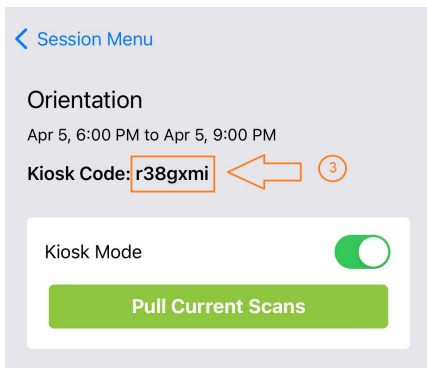 Session Menu
Orientation
Apr 5, 6:00 PM to Apr 5, 9:00 PM
Kiosk Code: r38gxmi
3
Kiosk Mode
Pull Current Scans